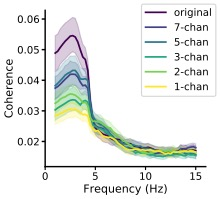 original
7-chan
5-chan
3-chan
2-chan
1-chan
0.06
0.05
0.04
0.03
0.02
Coherence
0 5 10 15
Frequency (Hz)